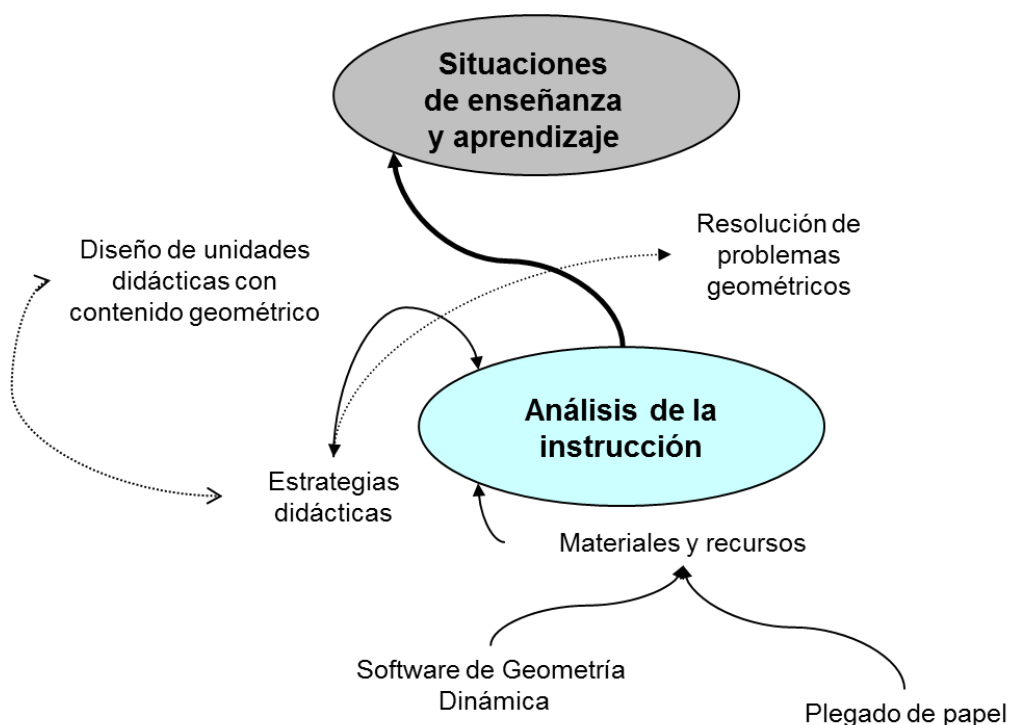 Situaciones
de enseñanza
y aprendizaje
Resolución de
problemas
geométricos
Diseño de unidades
didácticas con
contenido geométrico
Análisis de la
instrucción
Estrategias
didácticas
Materiales y recursos
Software de Geometría
Dinámica
Plegado de papel